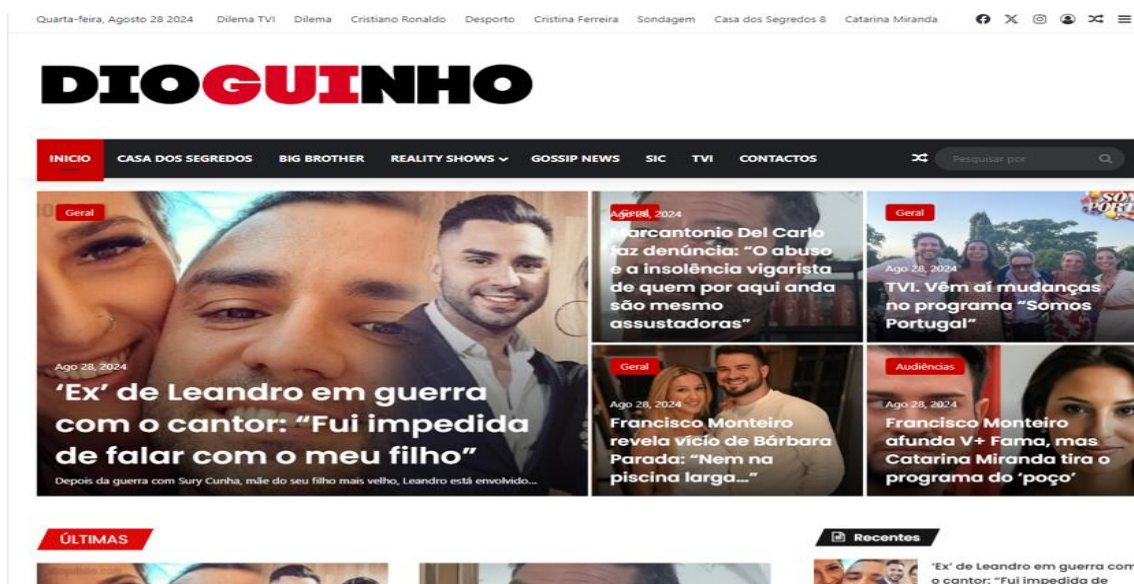 Quarta-feira, Agosto 28 2024 Dilema TVI Dilema Cristiano Ronaldo Desporto Cristina Ferreira Sondagem Casa dos Segredos 8 Catarina Miranda
DIOGUINHO
INICIO CASA DOS SEGREDOS BIG BROTHER REALITY SHOWS GOSSIP NEWS SIC TVI CONTACTOS Pesquisar por
Geral
Ago 28, 2024
‘Ex’ de Leandro em guerra
com o cantor: “Fui impedida
de falar com o meu filho”
Depois da guerra com Sury Cunha, mãe do seu filho mais velho, Leandro está envolvido...
Geral
Ago 28, 2024
Marcantonio Del Carlo
faz denúncia: “O abuso
e a insolência vigarista
de quem por aqui anda
são mesmo
assustadoras”
Geral
Ago 28, 2024
TVI. Vêm aí mudanças
no programa “Somos
Portugal”
Geral
Ago 28, 2024
Francisco Monteiro
revela vício de Bárbara
Parada: “Nem na
piscina larga...”
Audiências
Ago 28, 2024
Francisco Monteiro
afunda V+ Fama, mas
Catarina Miranda tira o
programa do ‘poço’
ÚLTIMAS
Recentes
‘Ex’ de Leandro em guerra com
o cantor: “Fui impedida de